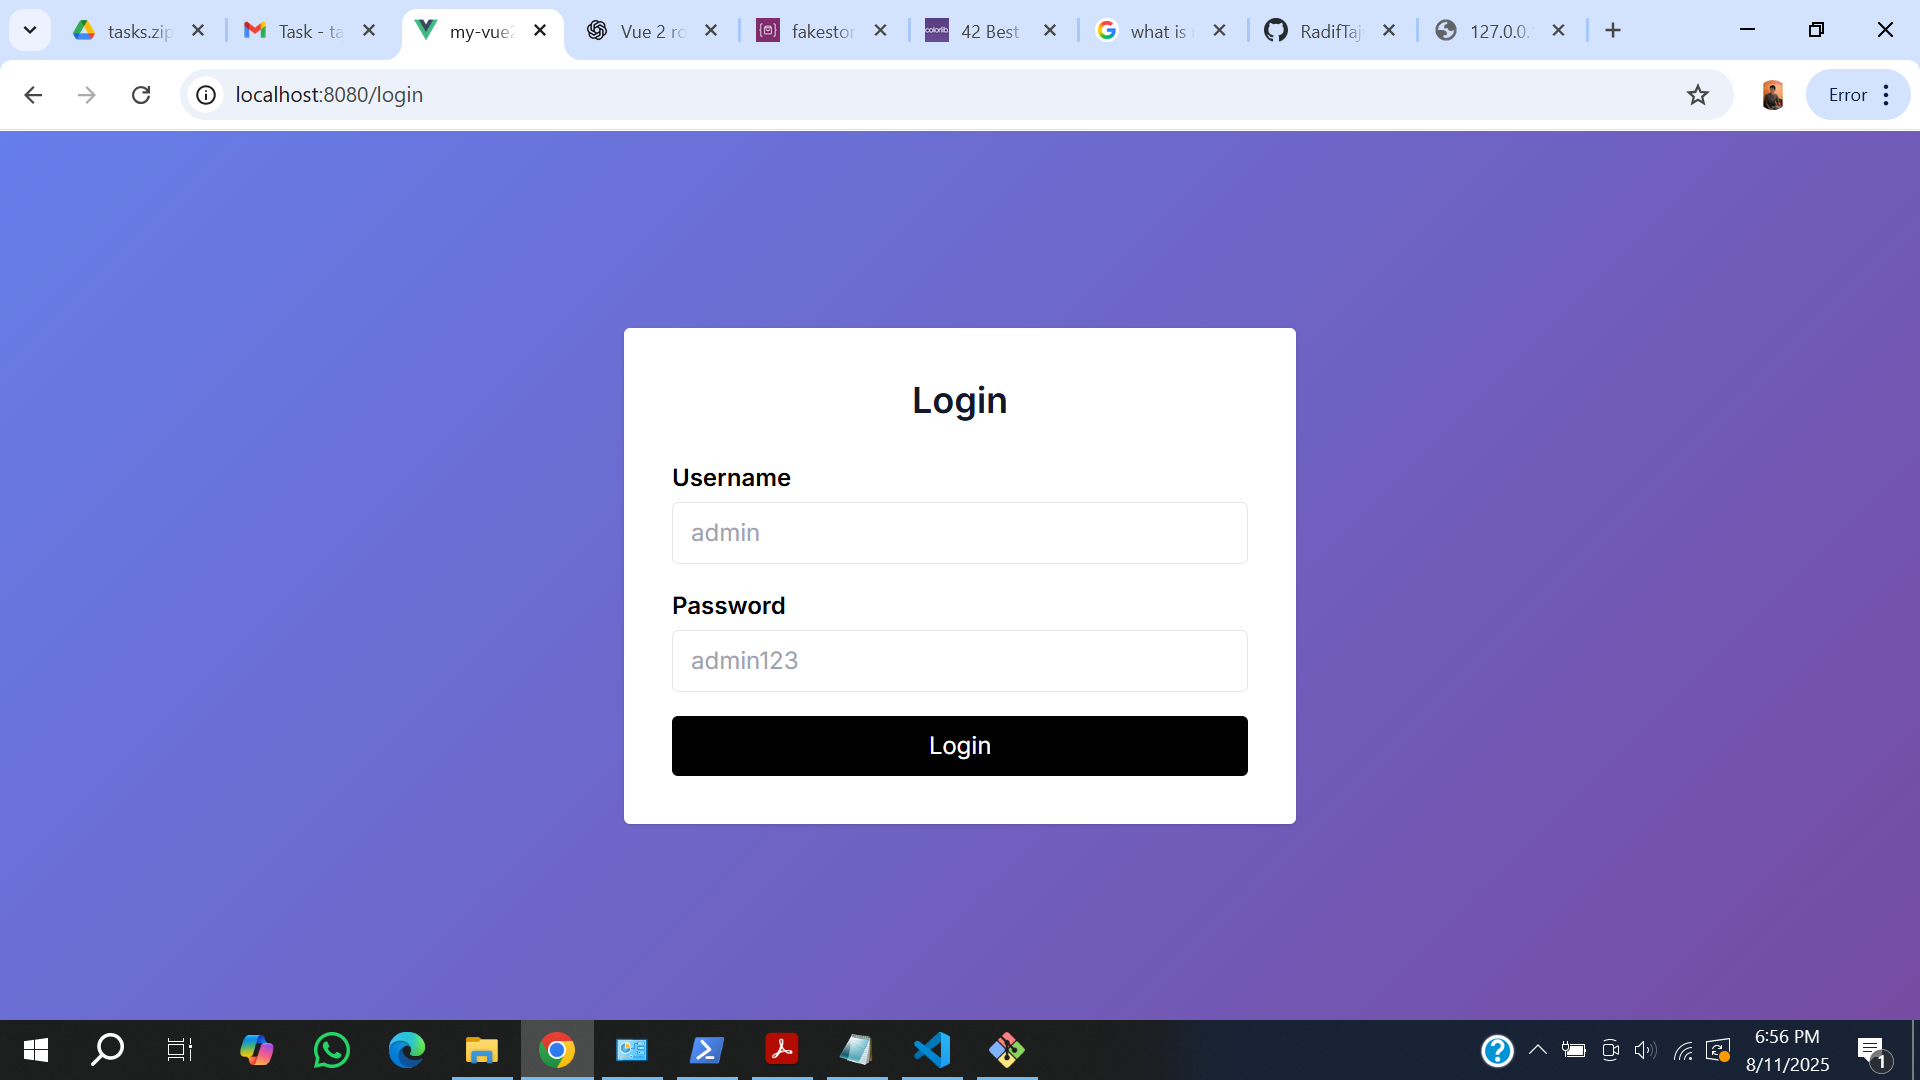 tasks.zip
Task - ta
my-vue2
Vue 2 ro
fakestor
42 Best
what is
RadifTaj
127.0.0.
localhost:8080/login
Error
Login
Username
admin
Password
admin123
Login
6:56 PM
8/11/2025
1